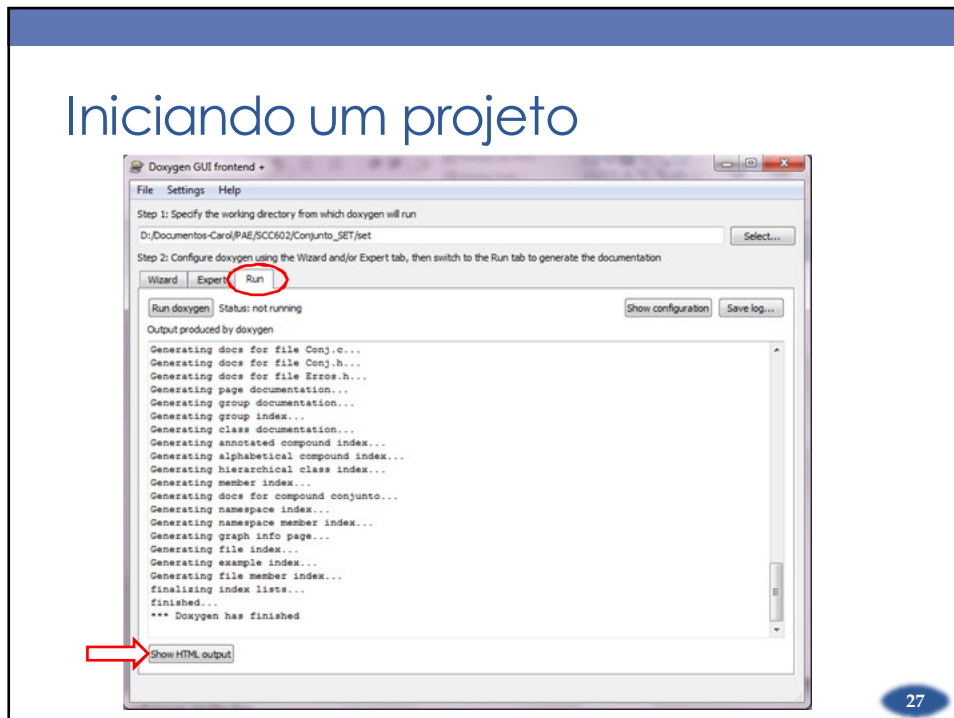 Iniciando um projeto
Doxygen GUI frontend +
File Settings Help
Step 1: Specify the working directory from which doxygen will run
D:/Documentos-Carol/PAE/SCC602/Conjunto_SET/set Select...
Step 2: Configure doxygen using the Wizard and/or Expert tab, then switch to the Run tab to generate the documentation
Wizard Expert Run
Run doxygen Status: not running Show configuration Save log...
Output produced by doxygen
Generating docs for file Conj.c...
Generating docs for file Conj.h...
Generating docs for file Erros.h...
Generating page documentation...
Generating group documentation...
Generating group index...
Generating class documentation...
Generating annotated compound index...
Generating alphabetical compound index...
Generating hierarchical class index...
Generating member index...
Generating docs for compound conjunto...
Generating namespace index...
Generating namespace member index...
Generating graph info page...
Generating file index...
Generating example index...
Generating file member index...
finalizing index lists...
finished...
*** Doxygen has finished
Show HTML output
27